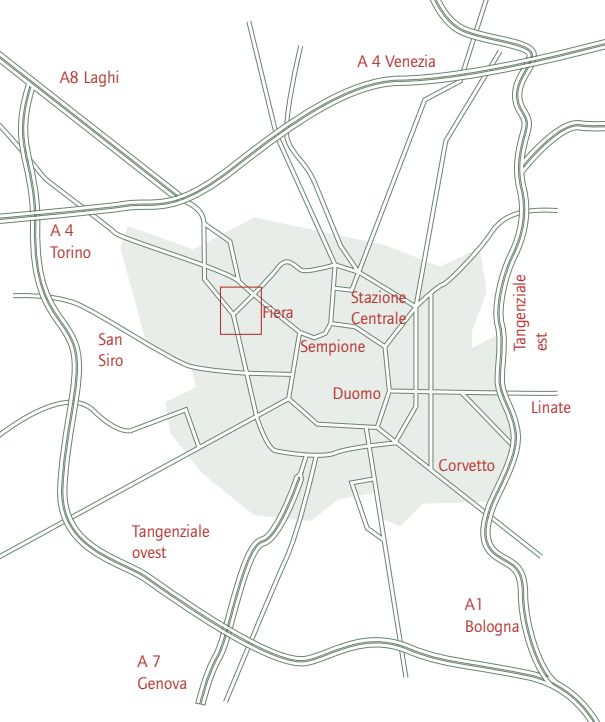 A 4 Venezia
A8 Laghi
A 4
Torino
Tangenziale
est
Stazione
Centrale
Fiera
San
Siro
Sempione
Duomo
Linate
Corvetto
Tangenziale
ovest
A1
Bologna
A 7
Genova